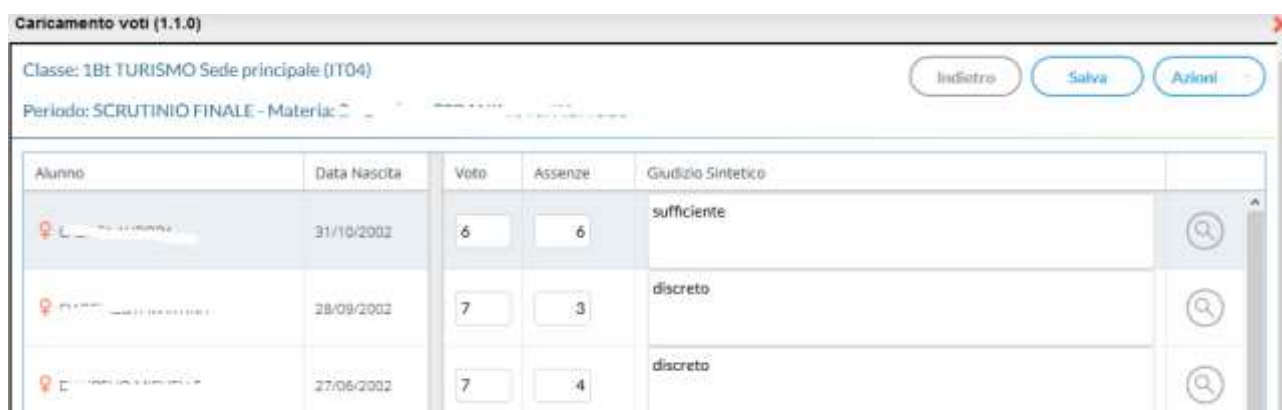 Caricamento voti (1.1.0)
Classe: 1Bt TURISMO Sede principale (IT04)
Indietro Salva Azioni
Periodo: SCRUTINIO FINALE - Materia:
Alunno Data Nascita Voto Assenze Giudizio Sintetico
31/10/2002 6 6 sufficiente
28/09/2002 7 3 discreto
27/06/2002 7 4 discreto